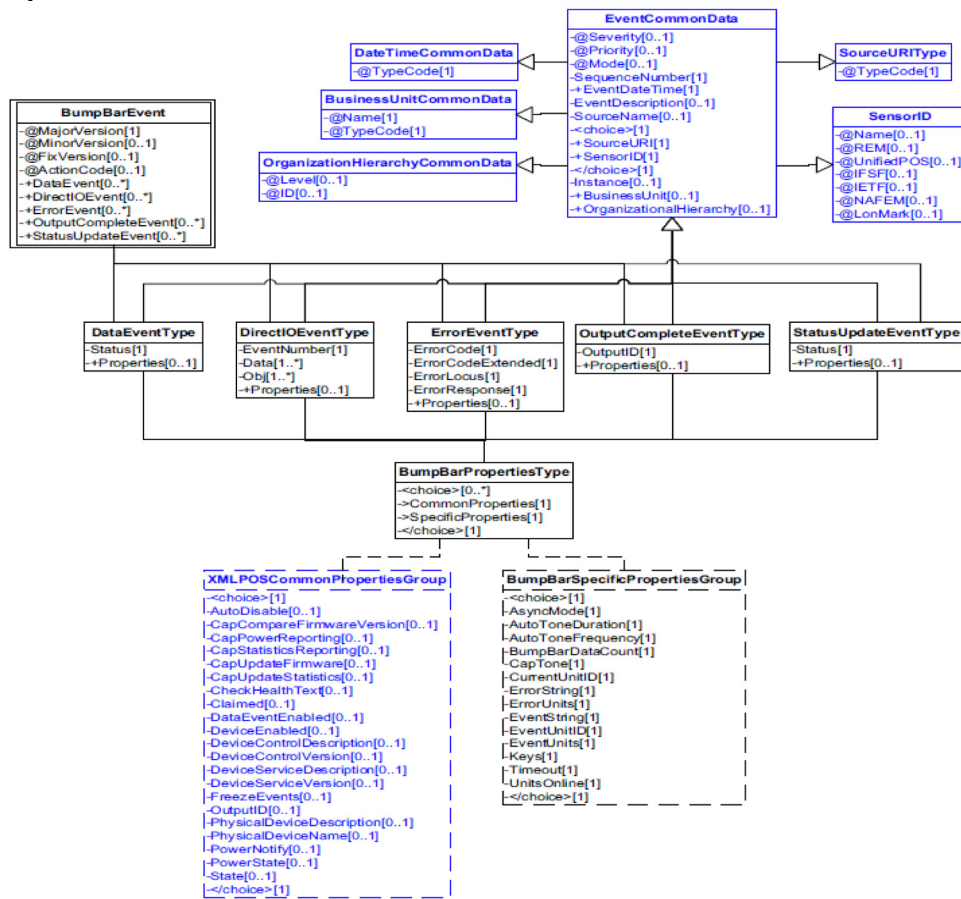 EventCommonData
-@Severity[0..1]
-@Priority[0..1]
-@Mode[0..1]
-SequenceNumber[1]
-+EventDateTime[1]
-EventDescription[0..1]
-SourceName[0..1]
-<choice>[1]
-+SourceURI[1]
-+SensorID[1]
-</choice>[1]
-Instance[0..1]
-+BusinessUnit[0..1]
-+OrganizationalHierarchy[0..1]
DateTimeCommonData
-@TypeCode[1]
BusinessUnitCommonData
-@Name[1]
-@TypeCode[1]
OrganizationHierarchyCommonData
-@Level[0..1]
-@ID[0..1]
SourceURIType
-@TypeCode[1]
SensorID
-@Name[0..1]
-@REM[0..1]
-@UnifiedPOS[0..1]
-@IFSF[0..1]
-@IETF[0..1]
-@NAFEM[0..1]
-@LonMark[0..1]
BumpBarEvent
-@MajorVersion[1]
-@MinorVersion[0..1]
-@FixVersion[0..1]
-@ActionCode[0..1]
-+DataEvent[0..*]
-+DirectIOEvent[0..*]
-+ErrorEvent[0..*]
-+OutputCompleteEvent[0..*]
-+StatusUpdateEvent[0..*]
DataEventType
-Status[1]
-+Properties[0..1]
DirectIOEventType
-EventNumber[1]
-Data[1..*]
-Obj[1..*]
-+Properties[0..1]
ErrorEventType
-ErrorCode[1]
-ErrorCodeExtended[1]
-ErrorLocus[1]
-ErrorResponse[1]
-+Properties[0..1]
OutputCompleteEventType
-OutputID[1]
-+Properties[0..1]
StatusUpdateEventType
-Status[1]
-+Properties[0..1]
BumpBarPropertiesType
-<choice>[0..*]
->CommonProperties[1]
->SpecificProperties[1]
-</choice>[1]
XMLPOSCommonPropertiesGroup
-<choice>[1]
-AutoDisable[0..1]
-CapCompareFirmwareVersion[0..1]
-CapPowerReporting[0..1]
-CapStatisticsReporting[0..1]
-CapUpdateFirmware[0..1]
-CapUpdateStatistics[0..1]
-CheckHealthText[0..1]
-Claimed[0..1]
-DataEventEnabled[0..1]
-DeviceEnabled[0..1]
-DeviceControlDescription[0..1]
-DeviceControlVersion[0..1]
-DeviceServiceDescription[0..1]
-DeviceServiceVersion[0..1]
-FreezeEvents[0..1]
-OutputID[0..1]
-PhysicalDeviceDescription[0..1]
-PhysicalDeviceName[0..1]
-PowerNotify[0..1]
-PowerState[0..1]
-State[0..1]
-</choice>[1]
BumpBarSpecificPropertiesGroup
-<choice>[1]
-AsyncMode[1]
-AutoToneDuration[1]
-AutoToneFrequency[1]
-BumpBarDataCount[1]
-CapTone[1]
-CurrentUnitID[1]
-ErrorString[1]
-ErrorUnits[1]
-EventString[1]
-EventUnitID[1]
-EventUnits[1]
-Keys[1]
-Timeout[1]
-UnitsOnline[1]
-</choice>[1]